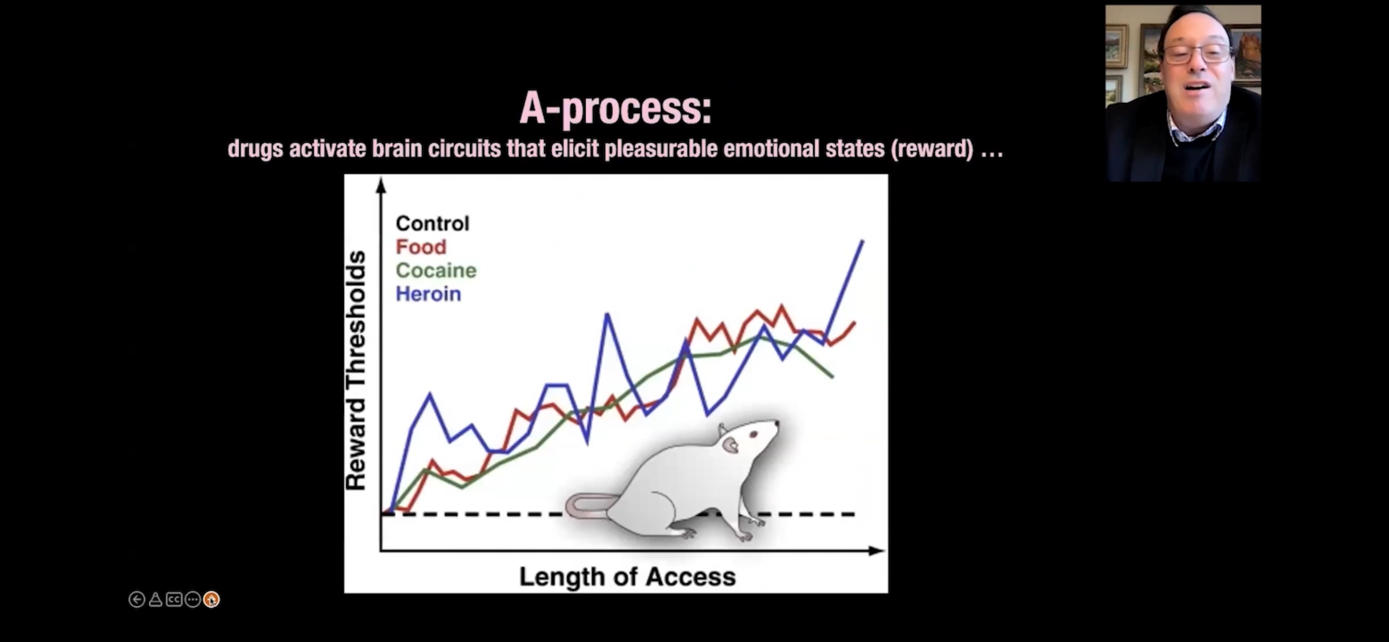 A-process:
drugs activate brain circuits that elicit pleasurable emotional states (reward) …
Control
Food
Cocaine
Heroin
Reward Thresholds
Length of Access
CC